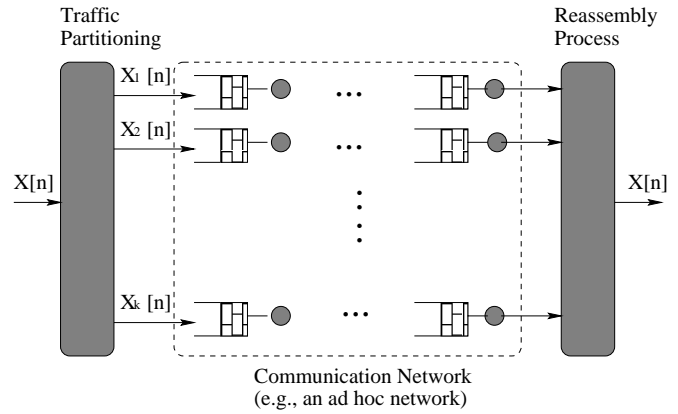 Traffic
Partitioning
Reassembly
Process
X1 [n]
X2 [n]
X[n]
X[n]
Xk [n]
Communication Network
(e.g., an ad hoc network)